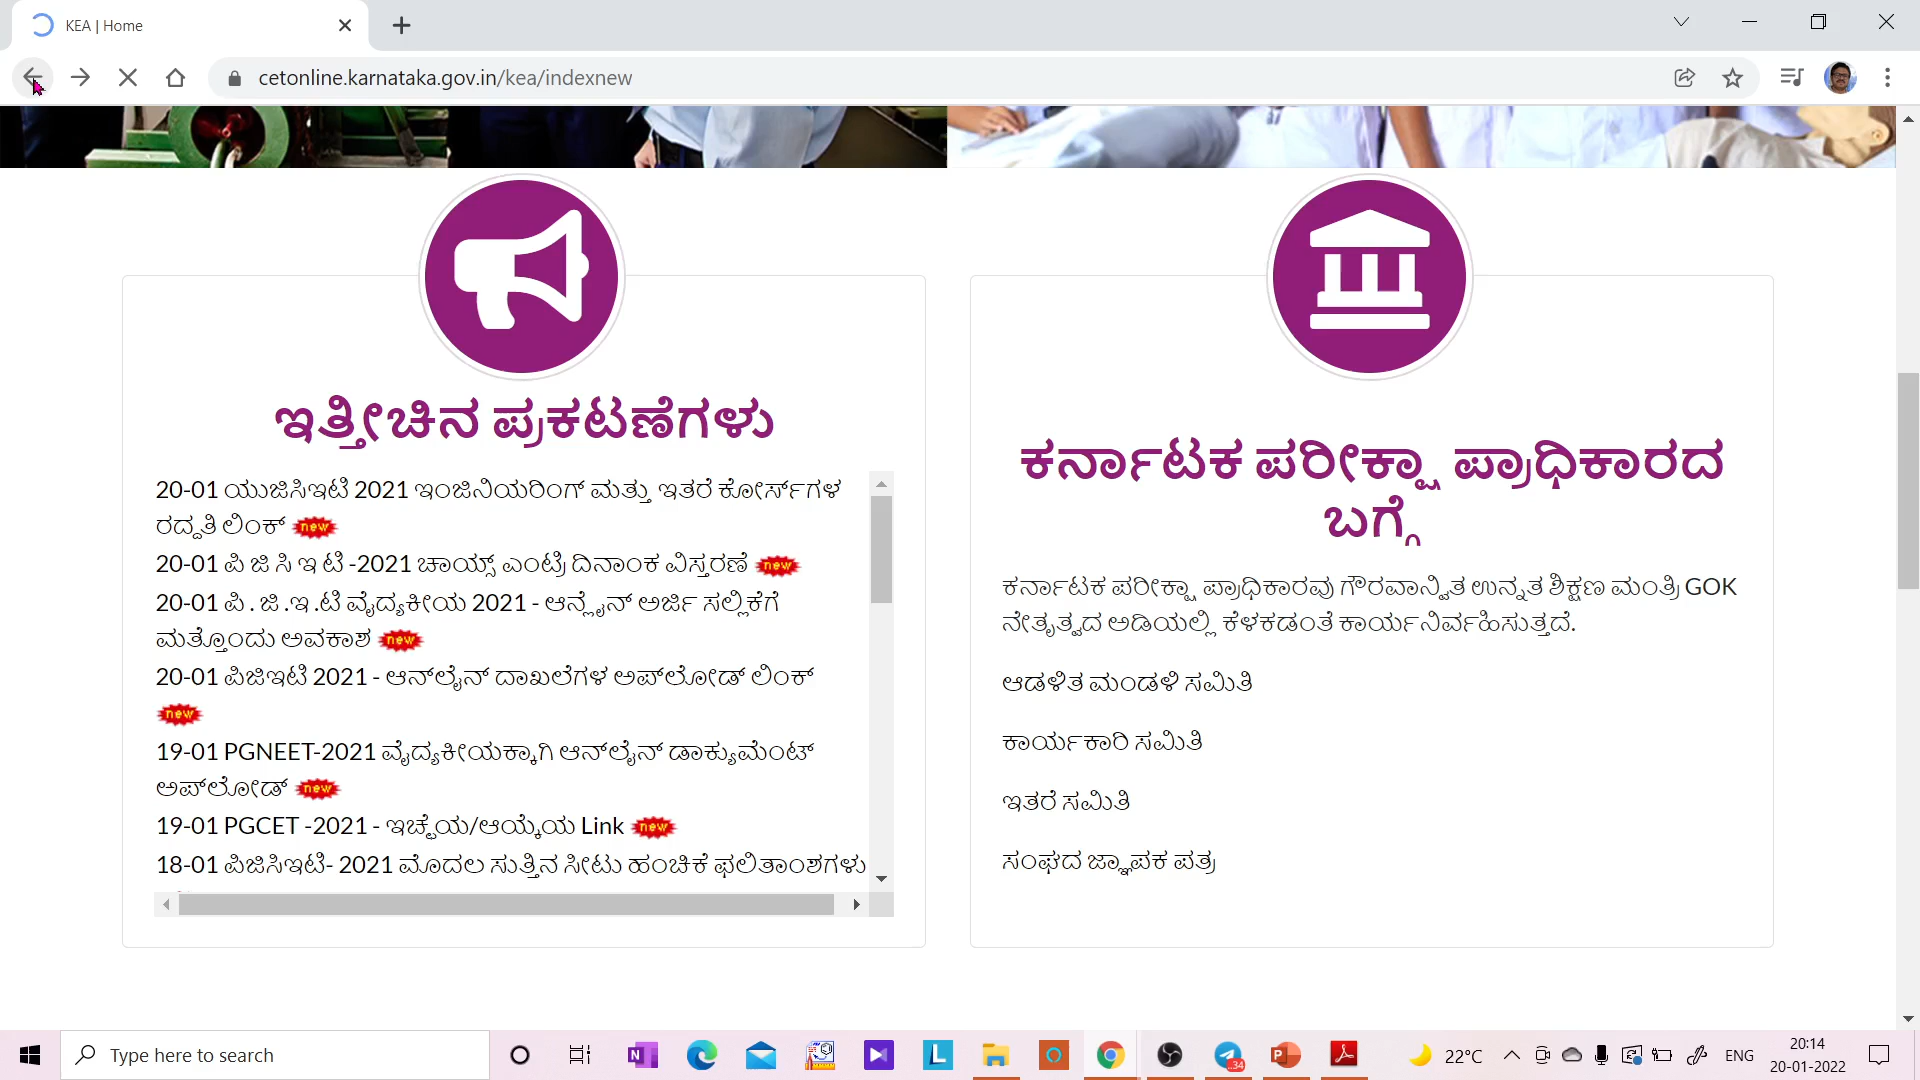 KEA | Home
cetonline.karnataka.gov.in/kea/indexnew
ಇತ್ತೀಚಿನ ಪ್ರಕಟಣೆಗಳು
20-01 ಯುಜಿಸಿಇಟಿ 2021 ಇಂಜಿನಿಯರಿಂಗ್ ಮತ್ತು ಇತರೆ ಕೋರ್ಸ್‌ಗಳ
ರದ್ದತಿ ಲಿಂಕ್ new
20-01 ಪಿ ಜಿ ಸಿ ಇ ಟಿ -2021 ಚಾಯ್ಸ್ ಎಂಟ್ರಿ ದಿನಾಂಕ ವಿಸ್ತರಣೆ new
20-01 ಪಿ . ಜಿ .ಇ .ಟಿ ವೈದ್ಯಕೀಯ 2021 - ಆನ್ಲೈನ್ ಅರ್ಜಿ ಸಲ್ಲಿಕೆಗೆ
ಮತ್ತೊಂದು ಅವಕಾಶ new
20-01 ಪಿಜಿಇಟಿ 2021 - ಆನ್‌ಲೈನ್ ದಾಖಲೆಗಳ ಅಪ್‌ಲೋಡ್ ಲಿಂಕ್
new
19-01 PGNEET-2021 ವೈದ್ಯಕೀಯಕ್ಕಾಗಿ ಆನ್‌ಲೈನ್ ಡಾಕ್ಯುಮೆಂಟ್
ಅಪ್‌ಲೋಡ್ new
19-01 PGCET -2021 - ಇಚ್ಛೆಯ/ಆಯ್ಕೆಯ Link new
18-01 ಪಿಜಿಸಿಇಟಿ- 2021 ಮೊದಲ ಸುತ್ತಿನ ಸೀಟು ಹಂಚಿಕೆ ಫಲಿತಾಂಶಗಳು
ಕರ್ನಾಟಕ ಪರೀಕ್ಷಾ ಪ್ರಾಧಿಕಾರದ
ಬಗ್ಗೆ
ಕರ್ನಾಟಕ ಪರೀಕ್ಷಾ ಪ್ರಾಧಿಕಾರವು ಗೌರವಾನ್ವಿತ ಉನ್ನತ ಶಿಕ್ಷಣ ಮಂತ್ರಿ GOK
ನೇತೃತ್ವದ ಅಡಿಯಲ್ಲಿ ಕೆಳಕಡಂತೆ ಕಾರ್ಯನಿರ್ವಹಿಸುತ್ತದೆ.
ಆಡಳಿತ ಮಂಡಳಿ ಸಮಿತಿ
ಕಾರ್ಯಕಾರಿ ಸಮಿತಿ
ಇತರೆ ಸಮಿತಿ
ಸಂಘದ ಜ್ಞಾಪಕ ಪತ್ರ
Type here to search
N
L
34
P
22°C
ENG
20:14
20-01-2022